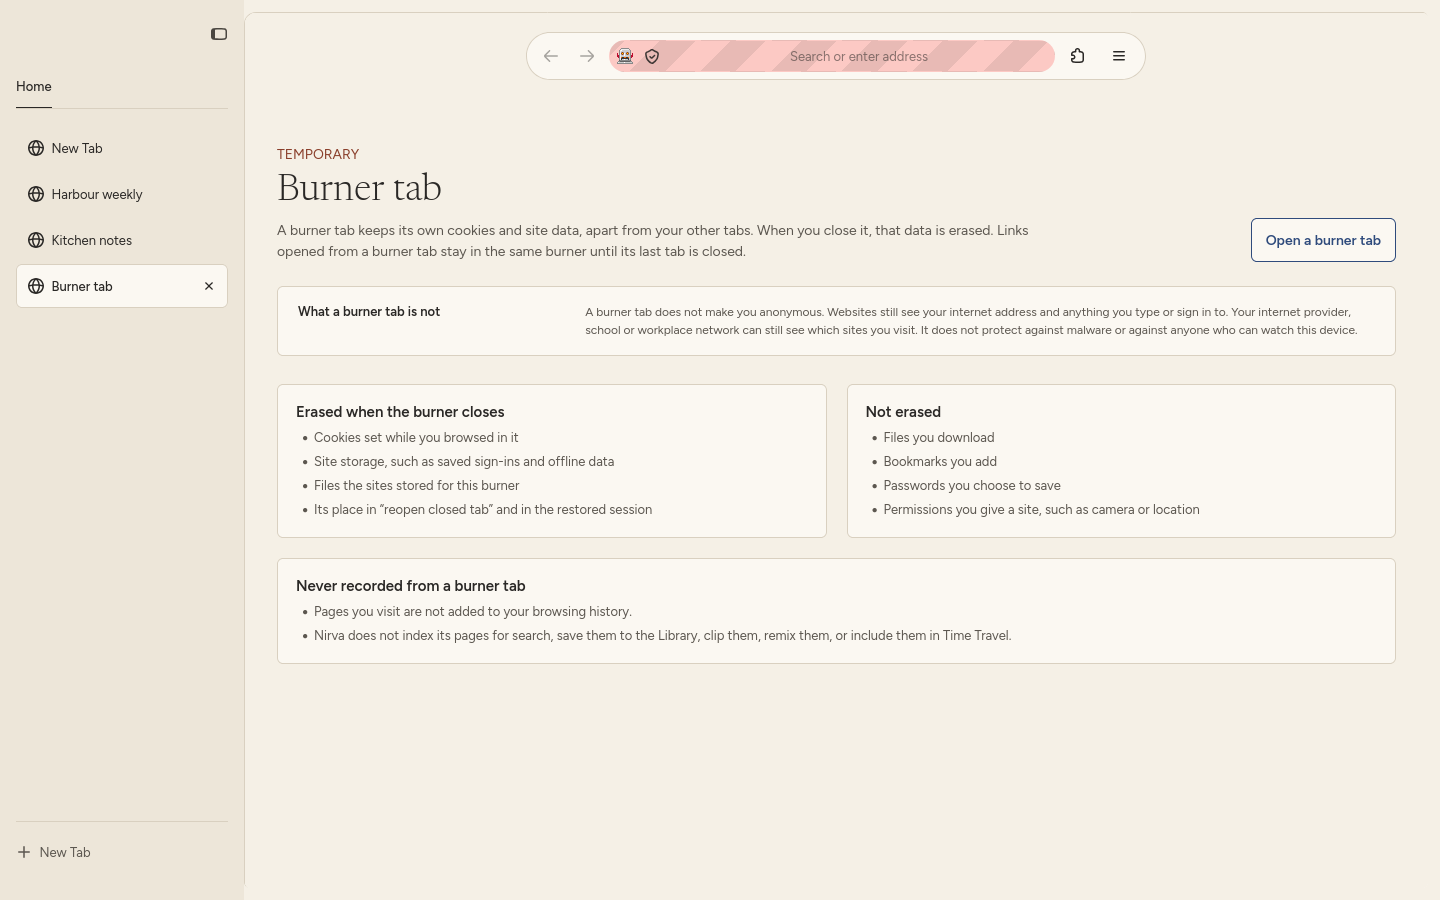 Home
New Tab
Harbour weekly
Kitchen notes
Burner tab
New Tab
Search or enter address
TEMPORARY
Burner tab
A burner tab keeps its own cookies and site data, apart from your other tabs. When you close it, that data is erased. Links
opened from a burner tab stay in the same burner until its last tab is closed.
Open a burner tab
What a burner tab is not
A burner tab does not make you anonymous. Websites still see your internet address and anything you type or sign in to. Your internet provider,
school or workplace network can still see which sites you visit. It does not protect against malware or against anyone who can watch this device.
Erased when the burner closes
• Cookies set while you browsed in it
• Site storage, such as saved sign-ins and offline data
• Files the sites stored for this burner
• Its place in “reopen closed tab” and in the restored session
Not erased
• Files you download
• Bookmarks you add
• Passwords you choose to save
• Permissions you give a site, such as camera or location
Never recorded from a burner tab
• Pages you visit are not added to your browsing history.
• Nirva does not index its pages for search, save them to the Library, clip them, remix them, or include them in Time Travel.